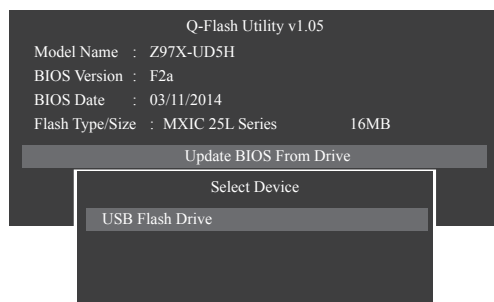 Q-Flash Utility v1.05
Model Name : Z97X-UD5H
BIOS Version : F2a
BIOS Date : 03/11/2014
Flash Type/Size : MXIC 25L Series 16MB
Update BIOS From Drive
Select Device
USB Flash Drive